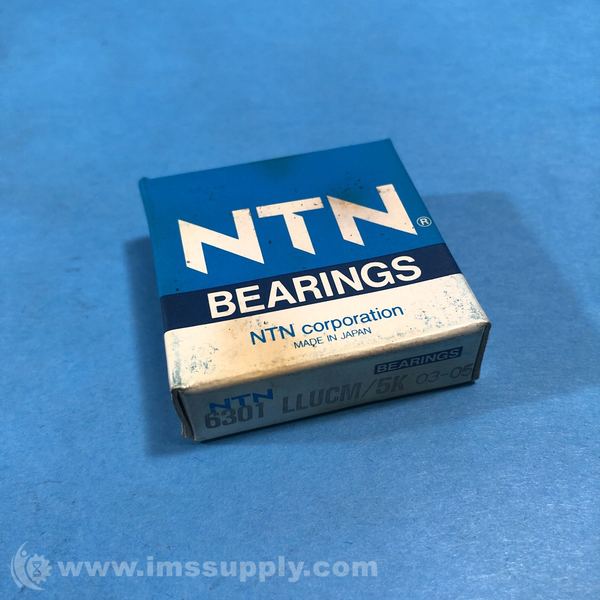 NTN®
BEARINGS
NTN corporation
MADE IN JAPAN
NTN BEARINGS
6301 LLUCM/5K 03-05
www.imssupply.com